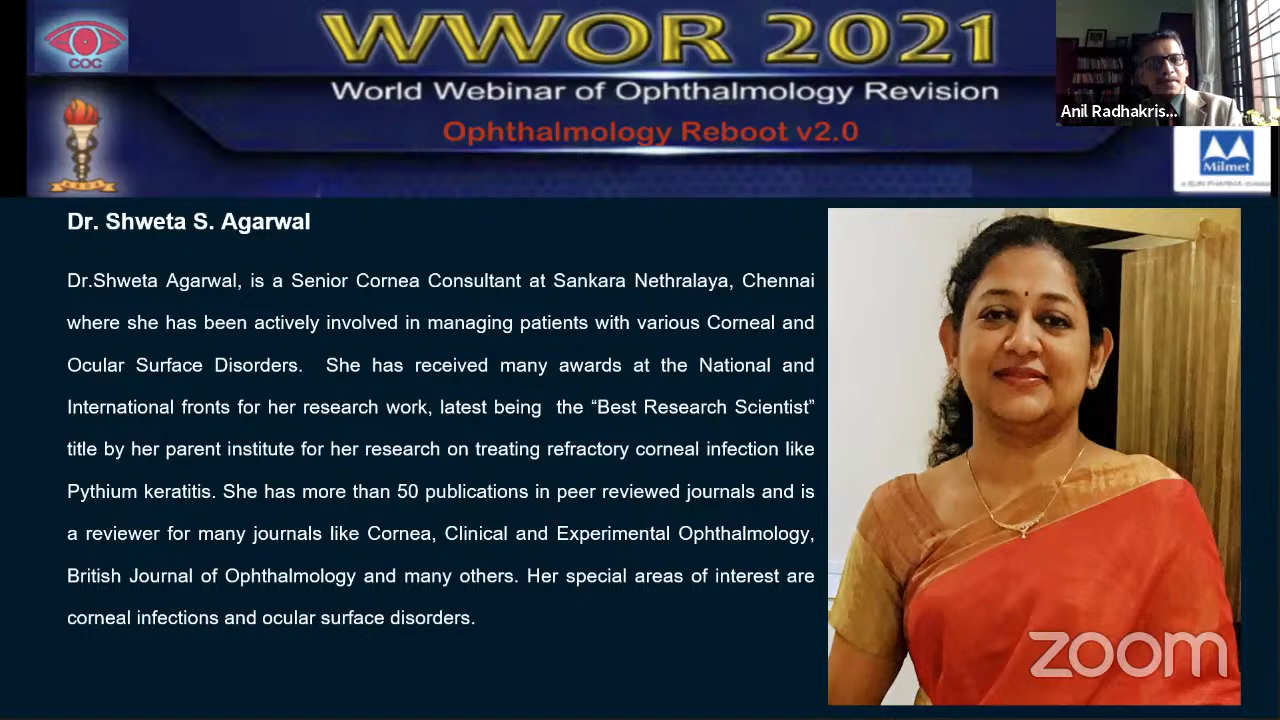 COC
WWOR 2021
World Webinar of Ophthalmology Revision
Ophthalmology Reboot v2.0
Anil Radhakris...
Milmet
a SUN PHARMA division
Dr. Shweta S. Agarwal
Dr.Shweta Agarwal, is a Senior Cornea Consultant at Sankara Nethralaya, Chennai
where she has been actively involved in managing patients with various Corneal and
Ocular Surface Disorders. She has received many awards at the National and
International fronts for her research work, latest being the “Best Research Scientist”
title by her parent institute for her research on treating refractory corneal infection like
Pythium keratitis. She has more than 50 publications in peer reviewed journals and is
a reviewer for many journals like Cornea, Clinical and Experimental Ophthalmology,
British Journal of Ophthalmology and many others. Her special areas of interest are
corneal infections and ocular surface disorders.
zoom